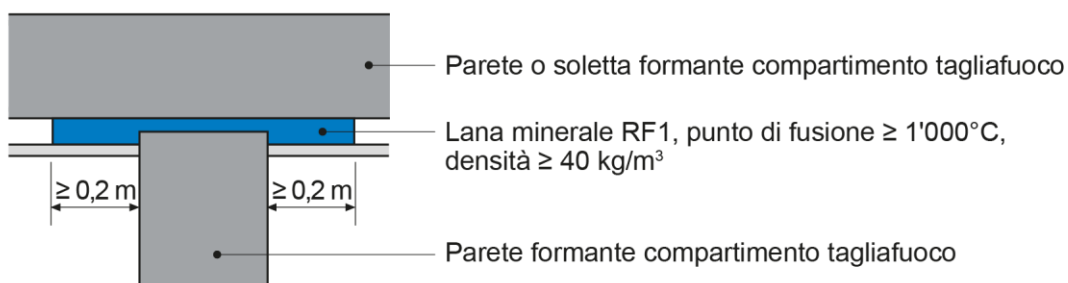 Parete o soletta formante compartimento tagliafuoco
Lana minerale RF1, punto di fusione ≥ 1'000°C,
densità ≥ 40 kg/m³
≥ 0,2 m
≥ 0,2 m
Parete formante compartimento tagliafuoco